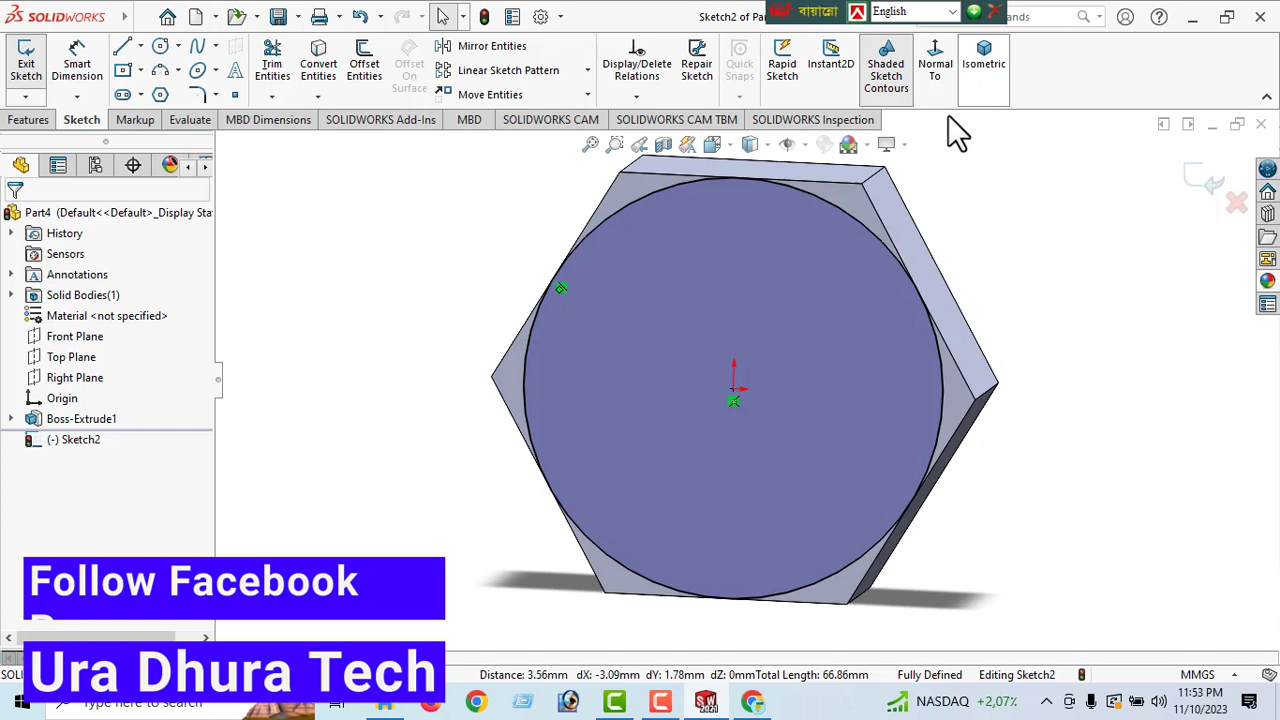 SOLIDWORKS
Sketch2 of Par
বায়ান্নো
English
ands
Exit Sketch
Smart Dimension
Trim Entities
Convert Entities
Offset Entities
Offset On Surface
Mirror Entities
Linear Sketch Pattern
Move Entities
Display/Delete Relations
Repair Sketch
Quick Snaps
Rapid Sketch
Instant2D
Shaded Sketch Contours
Normal To
Isometric
Features
Sketch
Markup
Evaluate
MBD Dimensions
SOLIDWORKS Add-Ins
MBD
SOLIDWORKS CAM
SOLIDWORKS CAM TBM
SOLIDWORKS Inspection
Part4 (Default<<Default>_Display Sta
History
Sensors
Annotations
Solid Bodies(1)
Material <not specified>
Front Plane
Top Plane
Right Plane
Origin
Boss-Extrude1
(-) Sketch2
Follow Facebook
Ura Dhura Tech
SOLI
Distance: 3.56mm dX: -3.09mm dY: 1.78mm dZ: 0mmTotal Length: 66.86mm
Fully Defined
Editing Sketch2
MMGS
Type here to search
NASDAQ +2,07%
11:53 PM
11/10/2023